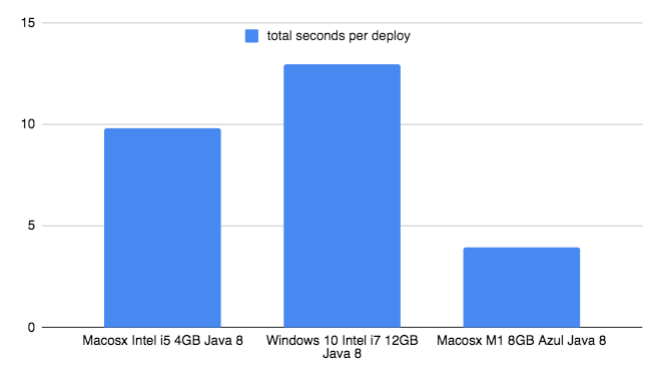 15
total seconds per deploy
10
5
0
Macosx Intel i5 4GB Java 8
Windows 10 Intel i7 12GB
Java 8
Macosx M1 8GB Azul Java 8